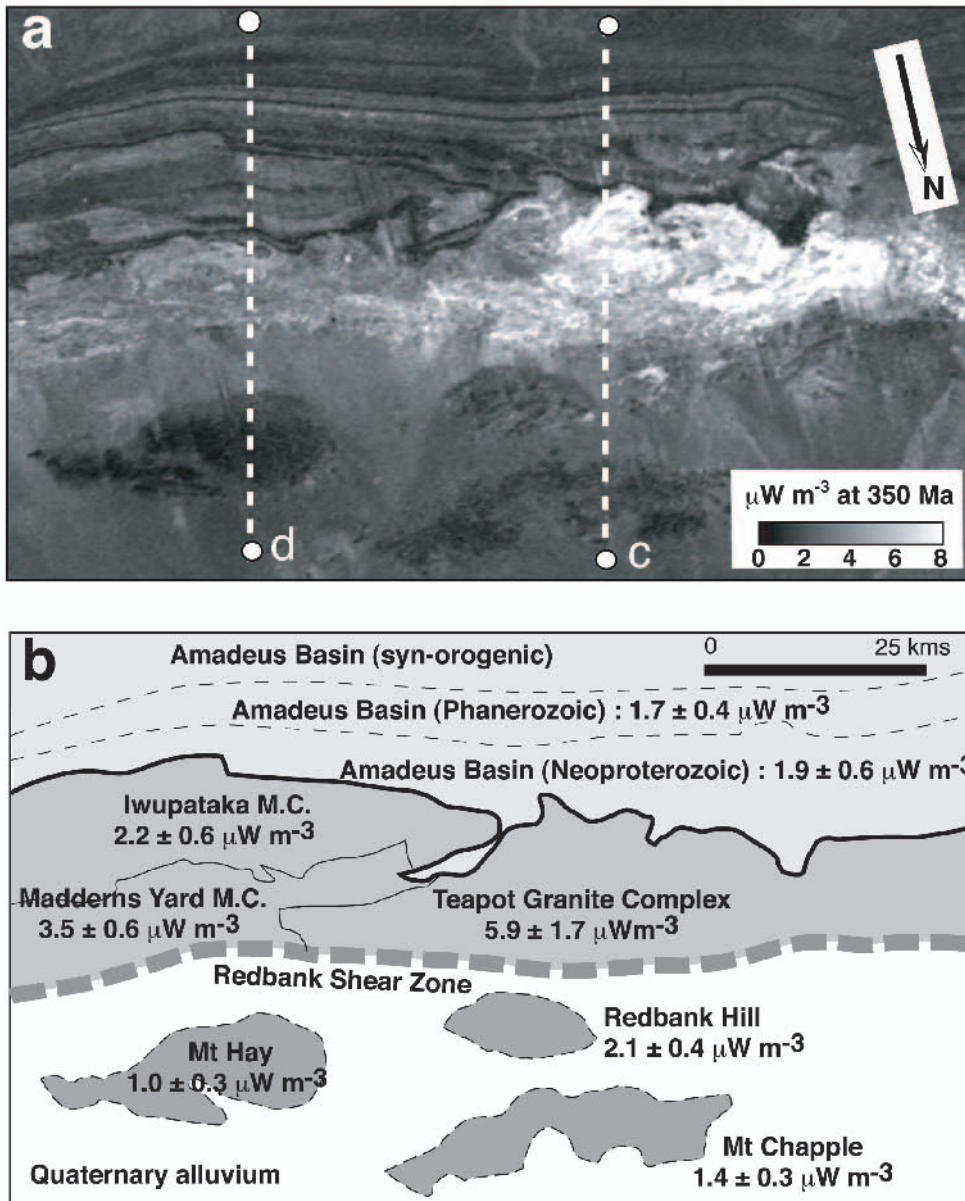 a
N
d
c
μW m-3 at 350 Ma
0 2 4 6 8
b
0 25 kms
Amadeus Basin (syn-orogenic)
Amadeus Basin (Phanerozoic) : 1.7 ± 0.4 μW m-3
Amadeus Basin (Neoproterozoic) : 1.9 ± 0.6 μW m-3
Iwupataka M.C.
2.2 ± 0.6 μW m-3
Madderns Yard M.C.
3.5 ± 0.6 μW m-3
Teapot Granite Complex
5.9 ± 1.7 μWm-3
Redbank Shear Zone
Redbank Hill
2.1 ± 0.4 μW m-3
Mt Hay
1.0 ± 0.3 μW m-3
Mt Chapple
1.4 ± 0.3 μW m-3
Quaternary alluvium